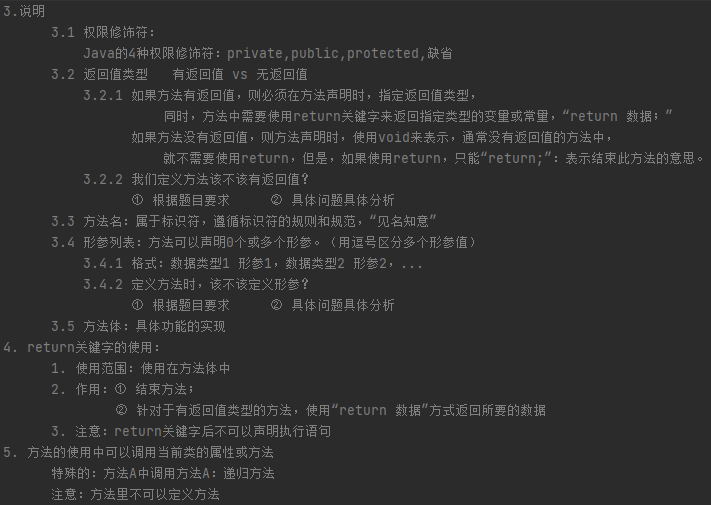 3.说明
3.1 权限修饰符：
Java的4种权限修饰符：private,public,protected,缺省
3.2 返回值类型  有返回值 vs 无返回值
3.2.1 如果方法有返回值，则必须在方法声明时，指定返回值类型，
同时，方法中需要使用return关键字来返回指定类型的变量或常量，“return 数据；”
如果方法没有返回值，则方法声明时，使用void来表示，通常没有返回值的方法中，
就不需要使用return，但是，如果使用return，只能“return;”：表示结束此方法的意思。
3.2.2 我们定义方法该不该有返回值？
① 根据题目要求  ② 具体问题具体分析
3.3 方法名：属于标识符，遵循标识符的规则和规范，“见名知意”
3.4 形参列表：方法可以声明0个或多个形参。（用逗号区分多个形参值）
3.4.1 格式：数据类型1 形参1，数据类型2 形参2，...
3.4.2 定义方法时，该不该定义形参？
① 根据题目要求  ② 具体问题具体分析
3.5 方法体：具体功能的实现
4. return关键字的使用：
1. 使用范围：使用在方法体中
2. 作用：① 结束方法；
② 针对于有返回值类型的方法，使用“return 数据”方式返回所要的数据
3. 注意：return关键字后不可以声明执行语句
5. 方法的使用中可以调用当前类的属性或方法
特殊的：方法A中调用方法A：递归方法
注意：方法里不可以定义方法